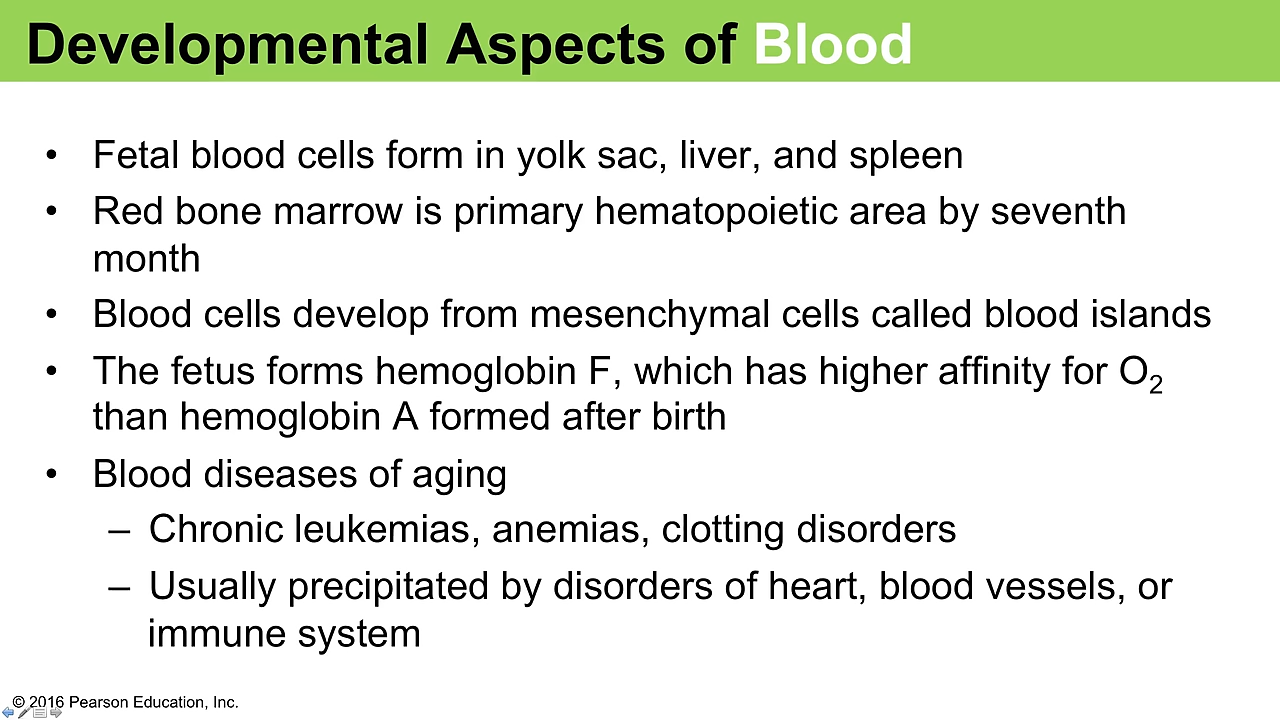 Developmental Aspects of Blood
• Fetal blood cells form in yolk sac, liver, and spleen
• Red bone marrow is primary hematopoietic area by seventh
month
• Blood cells develop from mesenchymal cells called blood islands
• The fetus forms hemoglobin F, which has higher affinity for O₂
than hemoglobin A formed after birth
• Blood diseases of aging
– Chronic leukemias, anemias, clotting disorders
– Usually precipitated by disorders of heart, blood vessels, or
immune system
© 2016 Pearson Education, Inc.